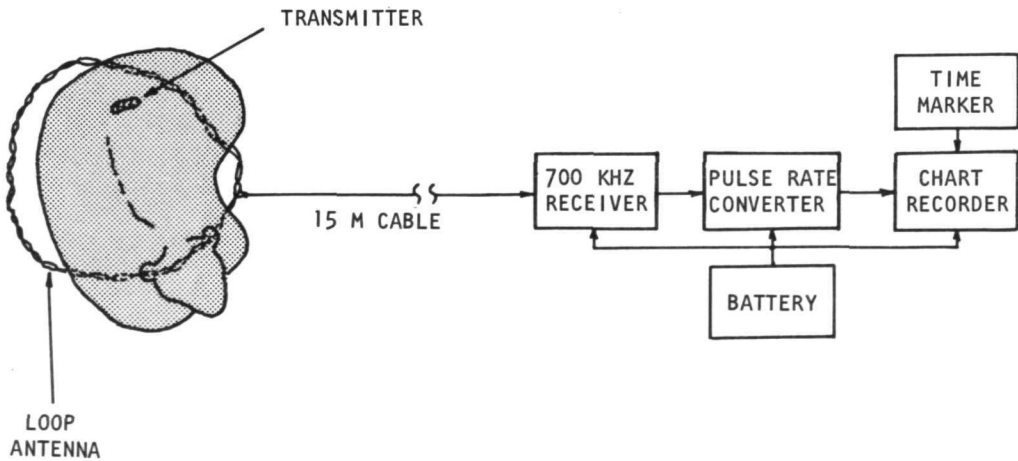 TRANSMITTER
TIME
MARKER
700 KHZ
RECEIVER
PULSE RATE
CONVERTER
CHART
RECORDER
15 M CABLE
BATTERY
LOOP
ANTENNA